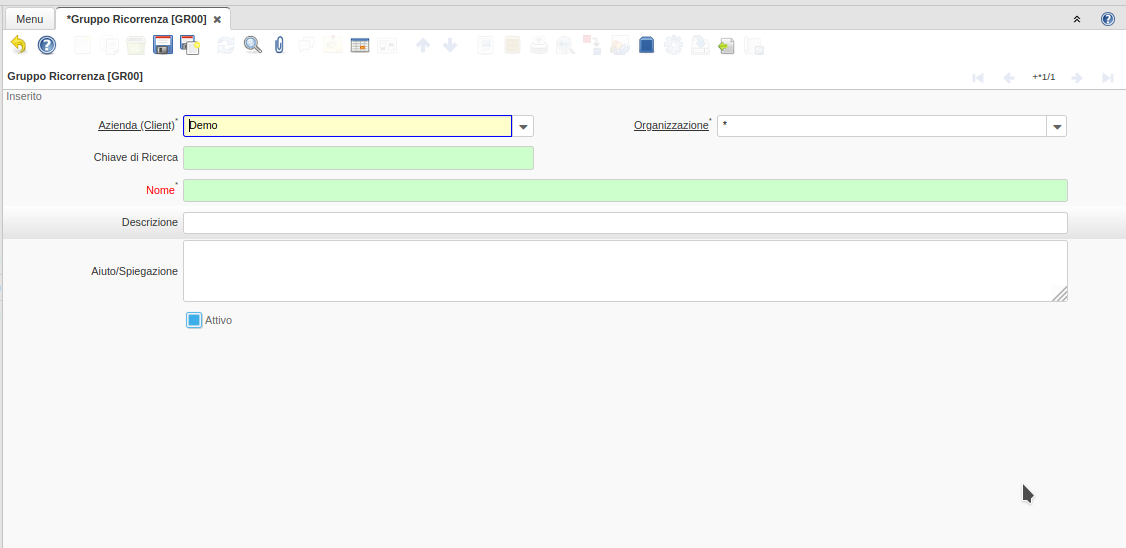 Menu
*Gruppo Ricorrenza [GR00]
Gruppo Ricorrenza [GR00]
+*1/1
Inserito
Azienda (Client)* Demo
Organizzazione* *
Chiave di Ricerca
Nome*
Descrizione
Aiuto/Spiegazione
Attivo